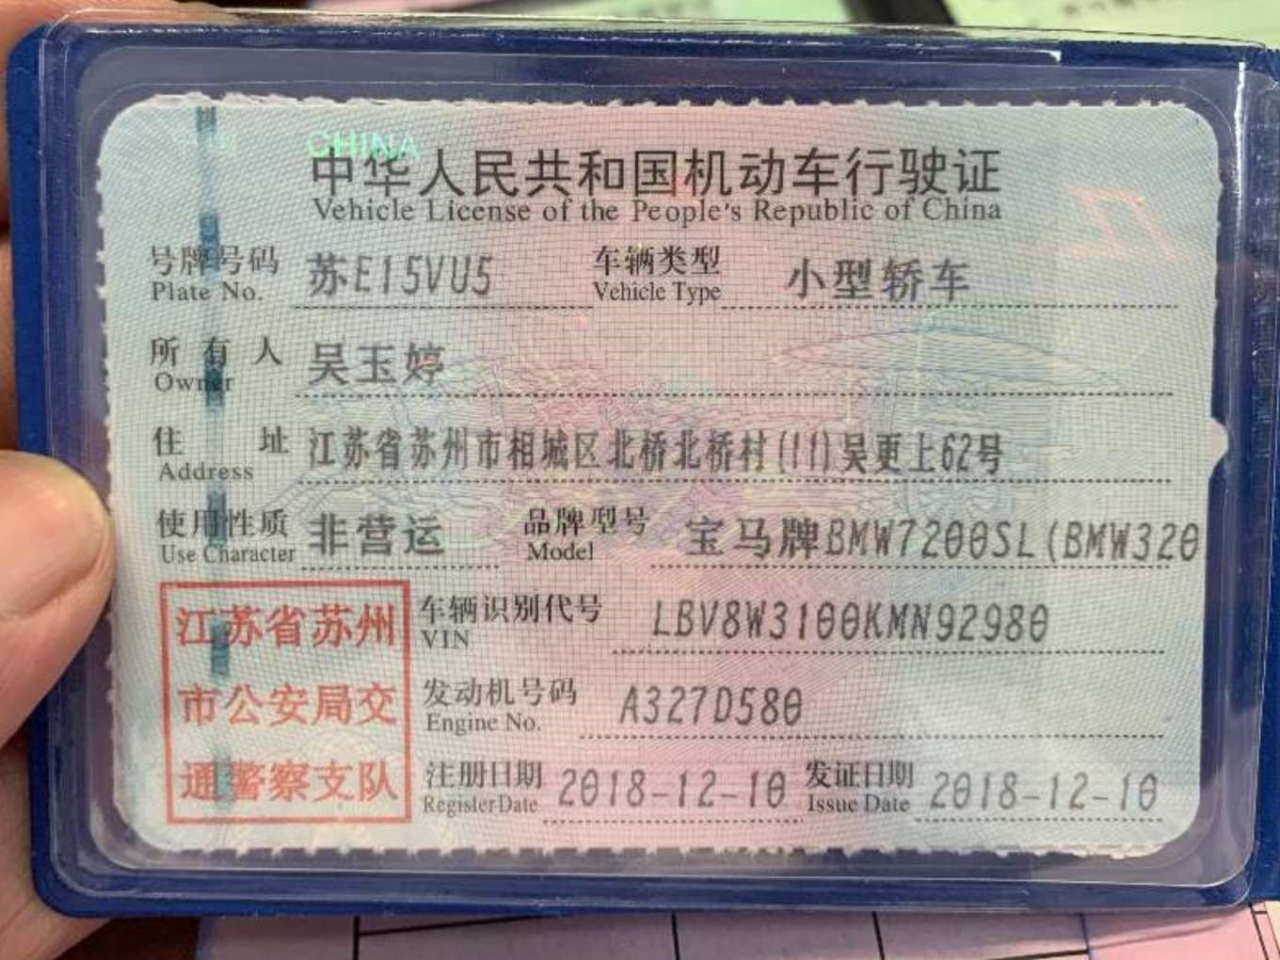 CHINA
中华人民共和国机动车行驶证
Vehicle License of the People's Republic of China
号牌号码 苏E15VU5 车辆类型 小型轿车
Plate No. Vehicle Type
所有人 吴玉婷
Owner
住址 江苏省苏州市相城区北桥北桥村(11)吴更上62号
Address
使用性质 非营运 品牌型号 宝马牌BMW7200SL(BMW320
Use Character Model
江苏省苏州
市公安局交
通警察支队
车辆识别代号 LBV8W3100KMN92980
VIN
发动机号码 A327D580
Engine No.
注册日期 2018-12-10 发证日期 2018-12-10
Register Date Issue Date